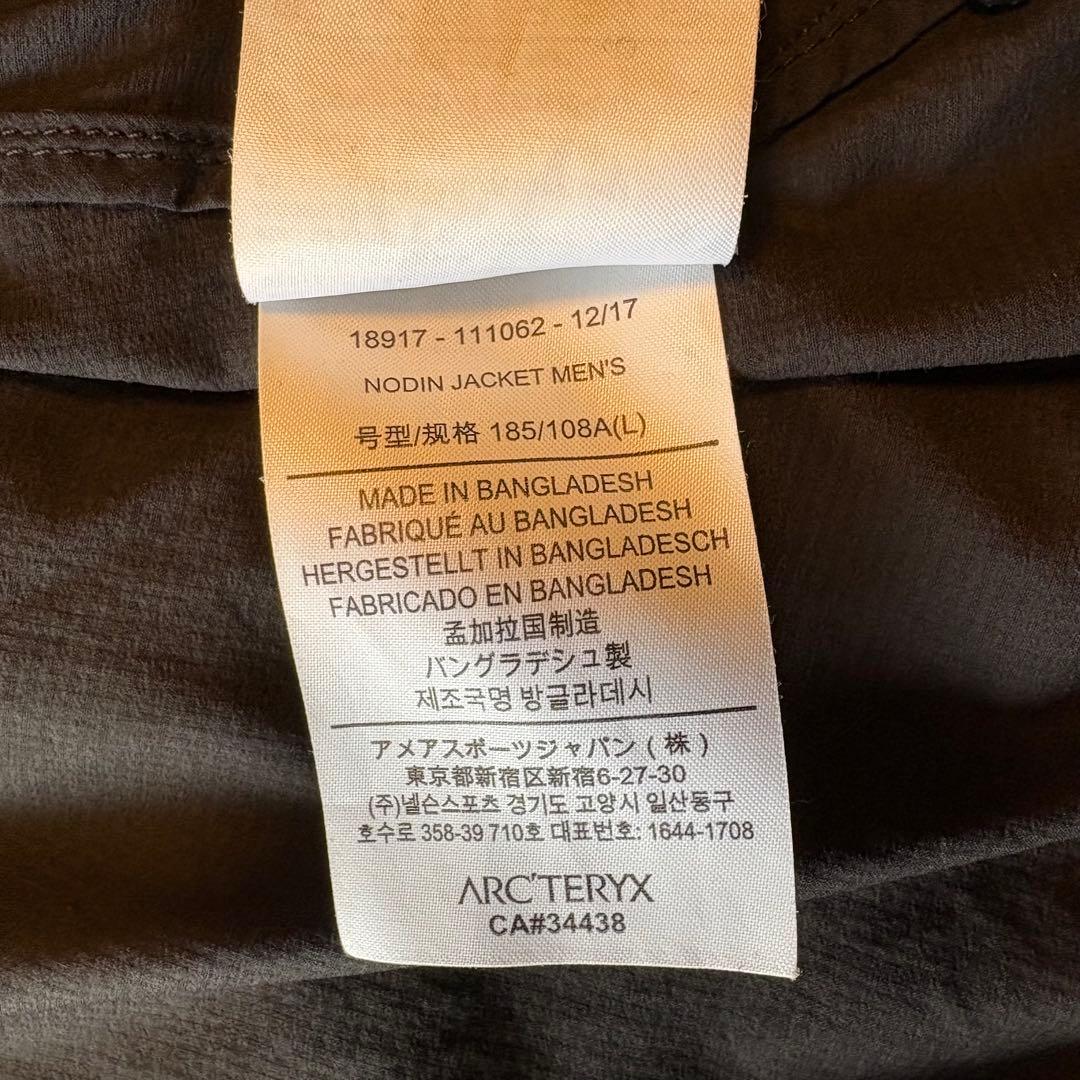 18917 - 111062 - 12/17
NODIN JACKET MEN'S
号型/规格 185/108A(L)
MADE IN BANGLADESH
FABRIQUÉ AU BANGLADESH
HERGESTELLT IN BANGLADESCH
FABRICADO EN BANGLADESH
孟加拉国制造
バングラデシュ製
제조국명 방글라데시
アメアスポーツジャパン ( 株 )
東京都新宿区新宿6-27-30
(주)넬슨스포츠 경기도 고양시 일산동구
호수로 358-39 710호 대표번호: 1644-1708
ARC'TERYX
CA#34438